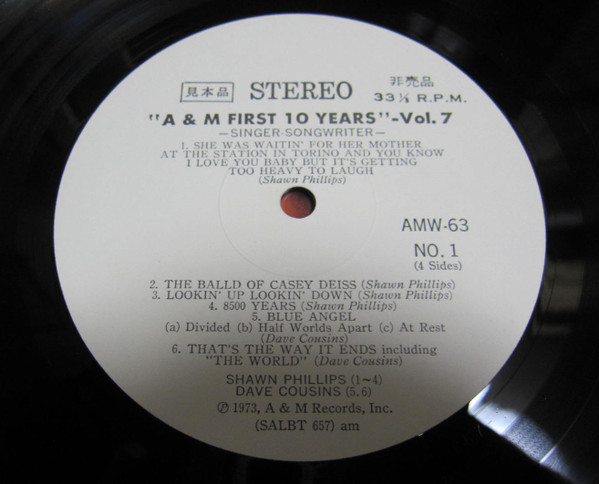 見本品 STEREO 非売品
33⅓ R.P.M.
"A & M FIRST 10 YEARS"-Vol. 7
—SINGER-SONGWRITER—
1. SHE WAS WAITIN' FOR HER MOTHER
AT THE STATION IN TORINO AND YOU KNOW
I LOVE YOU BABY BUT IT'S GETTING
TOO HEAVY TO LAUGH
(Shawn Phillips)
AMW-63
NO. 1
(4 Sides)
2. THE BALLD OF CASEY DEISS (Shawn Phillips)
3. LOOKIN' UP LOOKIN' DOWN (Shawn Phillips)
4. 8500 YEARS (Shawn Phillips)
5. BLUE ANGEL
(a) Divided (b) Half Worlds Apart (c) At Rest
(Dave Cousins)
6. THAT'S THE WAY IT ENDS including
"THE WORLD" (Dave Cousins)
SHAWN PHILLIPS (1~4)
DAVE COUSINS (5.6)
℗ 1973, A & M Records, Inc.
(SALBT 657) am